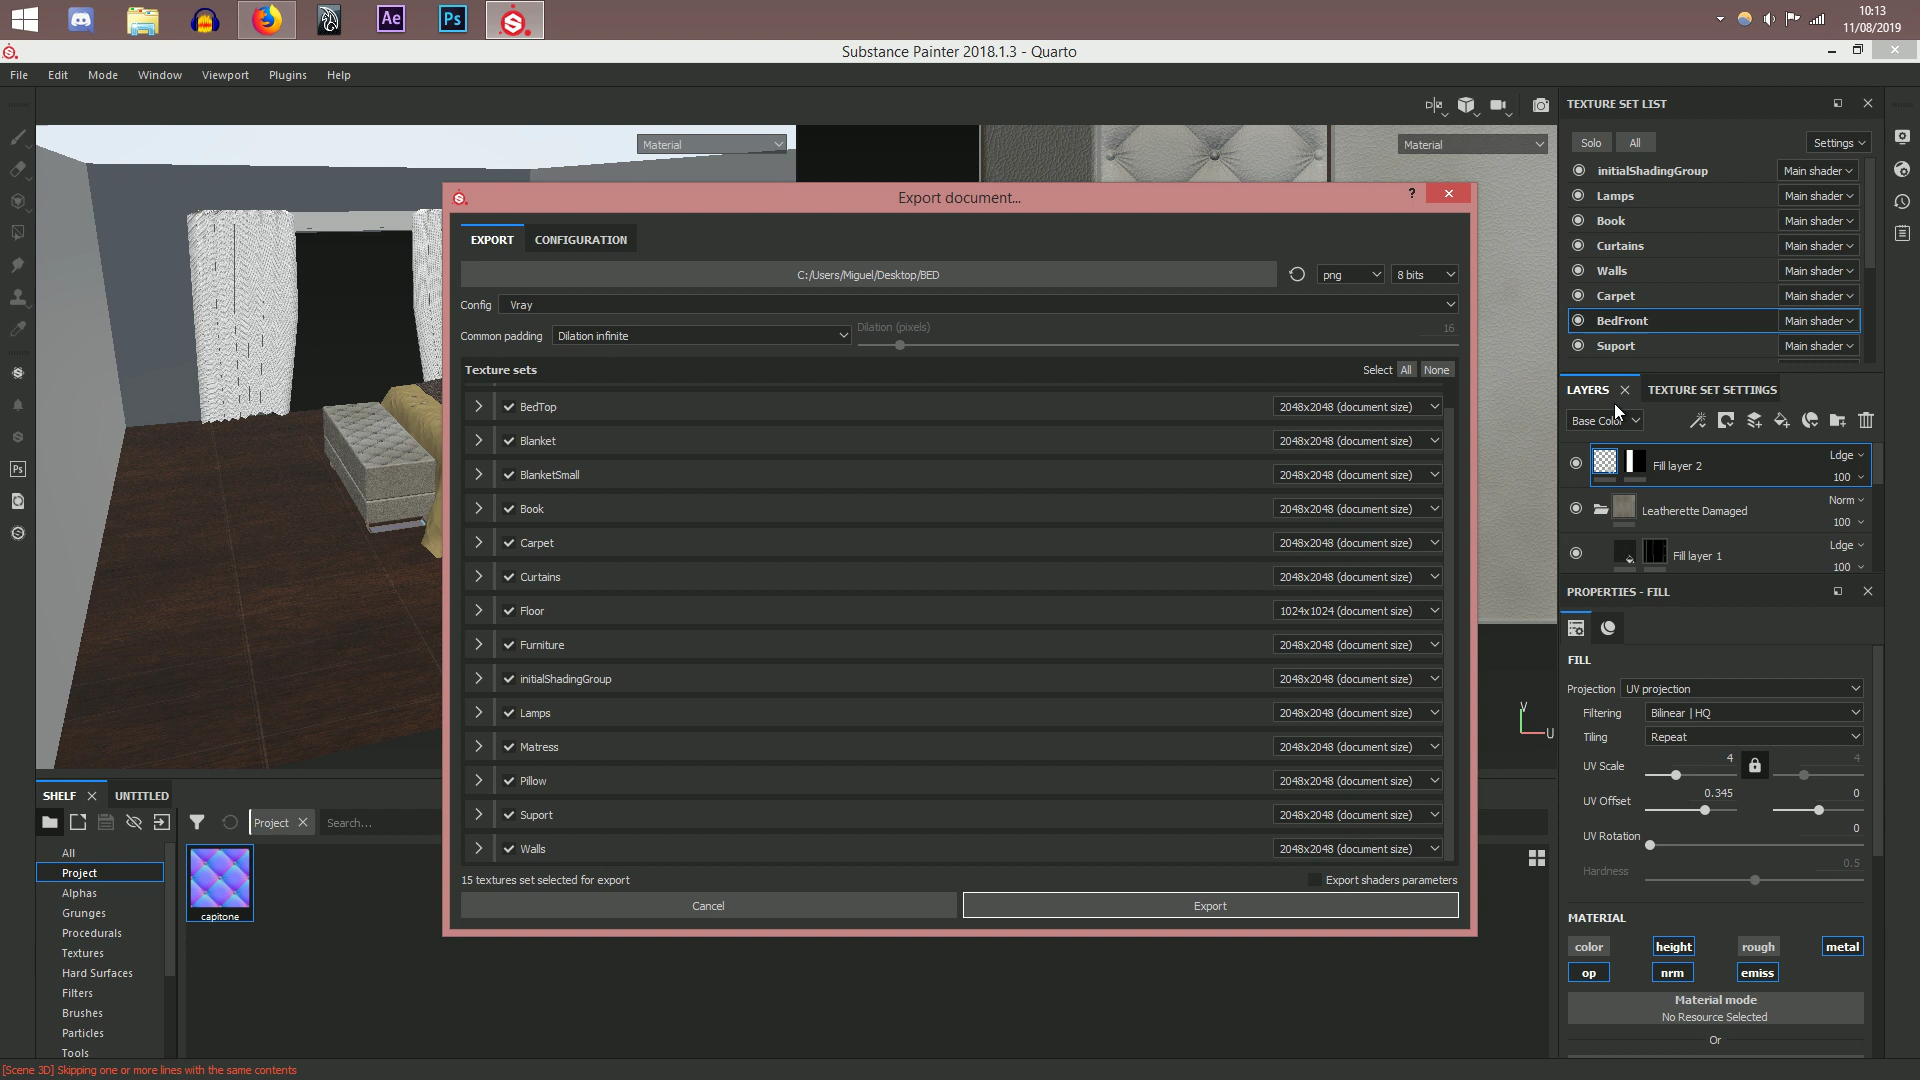 Ae
Ps
10:13
11/08/2019
Substance Painter 2018.1.3 - Quarto
File Edit Mode Window Viewport Plugins Help
Material
Material
Export document...
?
EXPORT CONFIGURATION
C:/Users/Miguel/Desktop/BED
png
8 bits
Config Vray
Common padding Dilation infinite
Dilation (pixels) 16
Texture sets
Select All None
BedTop 2048x2048 (document size)
Blanket 2048x2048 (document size)
BlanketSmall 2048x2048 (document size)
Book 2048x2048 (document size)
Carpet 2048x2048 (document size)
Curtains 2048x2048 (document size)
Floor 1024x1024 (document size)
Furniture 2048x2048 (document size)
initialShadingGroup 2048x2048 (document size)
Lamps 2048x2048 (document size)
Matress 2048x2048 (document size)
Pillow 2048x2048 (document size)
Suport 2048x2048 (document size)
Walls 2048x2048 (document size)
15 textures set selected for export
Export shaders parameters
Cancel
Export
V
U
Ps
SHELF UNTITLED
Project
Search...
All
Project
Alphas
Grunges
Procedurals
Textures
Hard Surfaces
Filters
Brushes
Particles
Tools
capitone
TEXTURE SET LIST
Solo All Settings
initialShadingGroup Main shader
Lamps Main shader
Book Main shader
Curtains Main shader
Walls Main shader
Carpet Main shader
BedFront Main shader
Suport Main shader
LAYERS TEXTURE SET SETTINGS
Base Color
Fill layer 2 Ldge 100
Leatherette Damaged Norm 100
Fill layer 1 Ldge 100
PROPERTIES - FILL
FILL
Projection UV projection
Filtering Bilinear | HQ
Tiling Repeat
UV Scale 4 4
UV Offset 0.345 0
UV Rotation 0
Hardness 0.5
MATERIAL
color height rough metal
op nrm emiss
Material mode
No Resource Selected
Or
[Scene 3D] Skipping one or more lines with the same contents